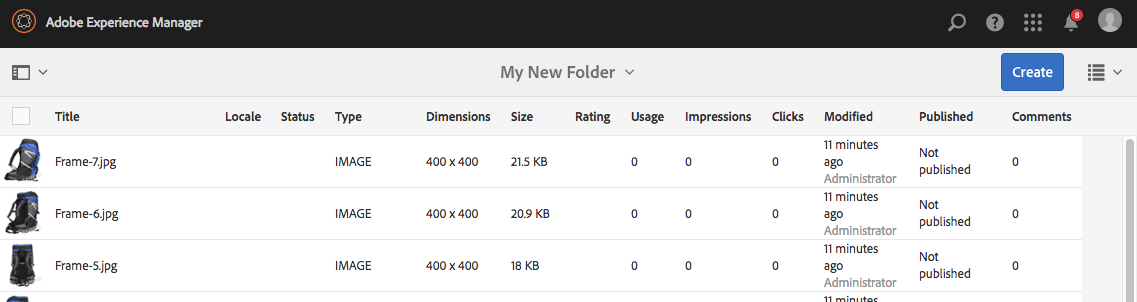 Adobe Experience Manager
8
My New Folder
Create
Title Locale Status TYPE Dimensions Size Rating Usage Impressions Clicks Modified Published Comments
Frame-7.jpg IMAGE 400 x 400 21.5 KB 0 0 0 11 minutes ago Administrator Not published 0
Frame-6.jpg IMAGE 400 x 400 20.9 KB 0 0 0 11 minutes ago Administrator Not published 0
Frame-5.jpg IMAGE 400 x 400 18 KB 0 0 0 11 minutes ago Administrator Not published 0
11 minutes